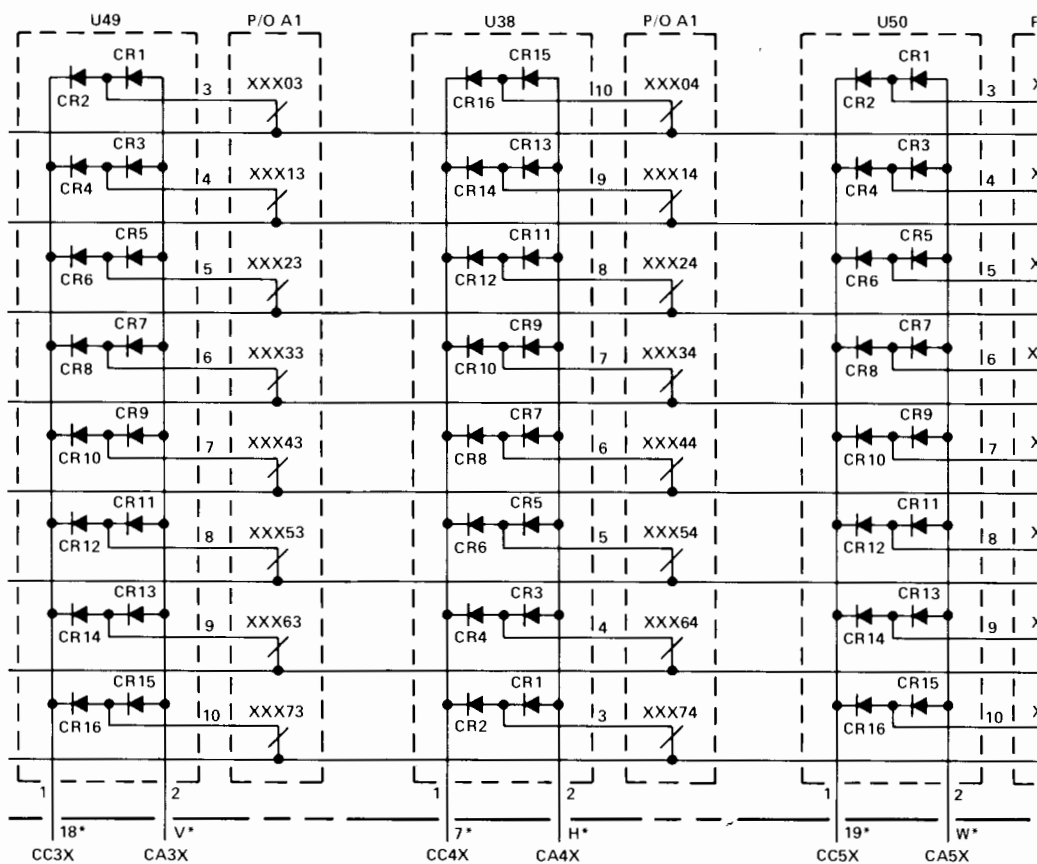 U49 P/O A1 U38 P/O A1 U50 P
CR1 CR15 CR1
3 XXX03 10 XXX04 3 X
CR2 CR16 CR2
CR3 CR13 CR3
4 XXX13 9 XXX14 4 X
CR4 CR14 CR4
CR5 CR11 CR5
5 XXX23 8 XXX24 5 X
CR6 CR12 CR6
CR7 CR9 CR7
6 XXX33 7 XXX34 6 X
CR8 CR10 CR8
CR9 CR7 CR9
7 XXX43 6 XXX44 7 X
CR10 CR8 CR10
CR11 CR5 CR11
8 XXX53 5 XXX54 8 X
CR12 CR6 CR12
CR13 CR3 CR13
9 XXX63 4 XXX64 9 X
CR14 CR4 CR14
CR15 CR1 CR15
10 XXX73 3 XXX74 10 X
CR16 CR2 CR16
1 2 1 2 1 2
18* V* 7* H* 19* W*
CC3X CA3X CC4X CA4X CC5X CA5X